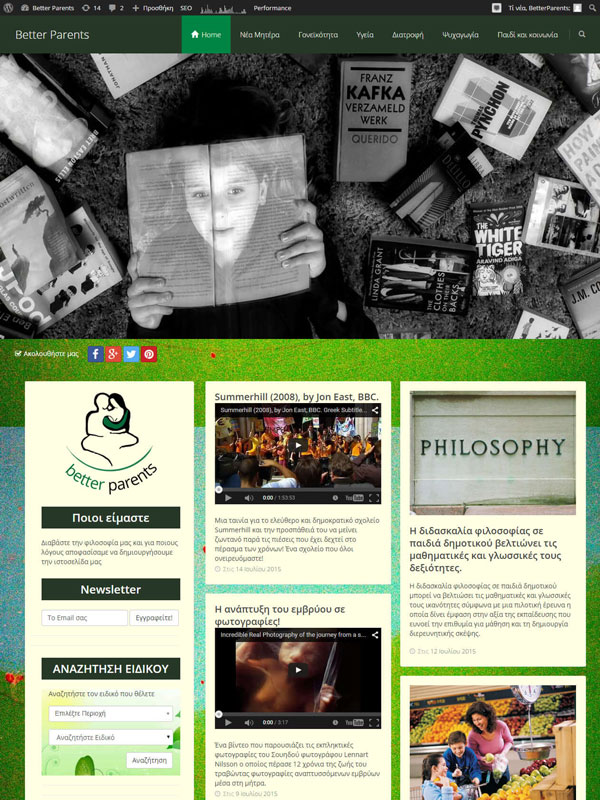 Better Parents
14
2
+ Προσθήκη
SEO
Performance
Τί νέα, BetterParents;
Better Parents
Home
Νέα Μητέρα
Γονεϊκότητα
Υγεία
Διατροφή
Ψυχαγωγία
Παιδί και κοινωνία
FRANZ
KAFKA
VERZAMELD
WERK
QUERIDO
PYNCHON
THE
WHITE
TIGER
ARAVIND ADIGA
LINDA GRANT
THE
CLOTHES
ON THEIR
BACKS
J.M. CO
Ακολουθήστε μας
better parents
Ποιοι είμαστε
Διαβάστε την φιλοσοφία μας και για ποιους
λόγους αποφασίσαμε να δημιουργήσουμε
την ιστοσελίδα μας
Newsletter
Το Email σας
Εγγραφείτε!
ΑΝΑΖΗΤΗΣΗ ΕΙΔΙΚΟΥ
Αναζητήστε τον ειδικό που θέλετε
Επιλέξτε Περιοχή
Αναζητήστε Ειδικό
Αναζήτηση
Summerhill (2008), by Jon East, BBC.
Summerhill (2008), by Jon East, BBC. Greek Subtitle...
0:00 / 1:53:53
YouTube
Μια ταινία για το ελεύθερο και δημοκρατικό σχολείο
Summerhill και την προσπάθειά του να μείνει
ζωντανό παρά τις πιέσεις που έχει δεχτεί στο
πέρασμα των χρόνων! Ένα σχολείο που όλοι
ονειρευόμαστε!
Στις 14 Ιουλίου 2015
Η ανάπτυξη του εμβρύου σε
φωτογραφίες!
Incredible Real Photography of the journey from a s...
0:00 / 3:17
YouTube
Ένα βίντεο που παρουσιάζει τις εκπληκτικές
φωτογραφίες του Σουηδού φωτογράφου Lennart
Nilsson ο οποίος πέρασε 12 χρόνια της ζωής του
τραβώντας φωτογραφίες αναπτυσσόμενων εμβρύων
μέσα στη μήτρα.
Στις 9 Ιουλίου 2015
PHILOSOPHY
Η διδασκαλία φιλοσοφίας σε
παιδιά δημοτικού βελτιώνει τις
μαθηματικές και γλωσσικές τους
δεξιότητες.
Η διδασκαλία φιλοσοφίας σε παιδιά δημοτικού
μπορεί να βελτιώσει τις μαθηματικές και γλωσσικές
τους ικανότητες σύμφωνα με μια πιλοτική έρευνα η
οποία δίνει έμφαση στην αξία της εκπαίδευσης που
ευνοεί την επιθυμία για μάθηση και τη δημιουργία
διερευνητικής σκέψης.
Στις 12 Ιουλίου 2015